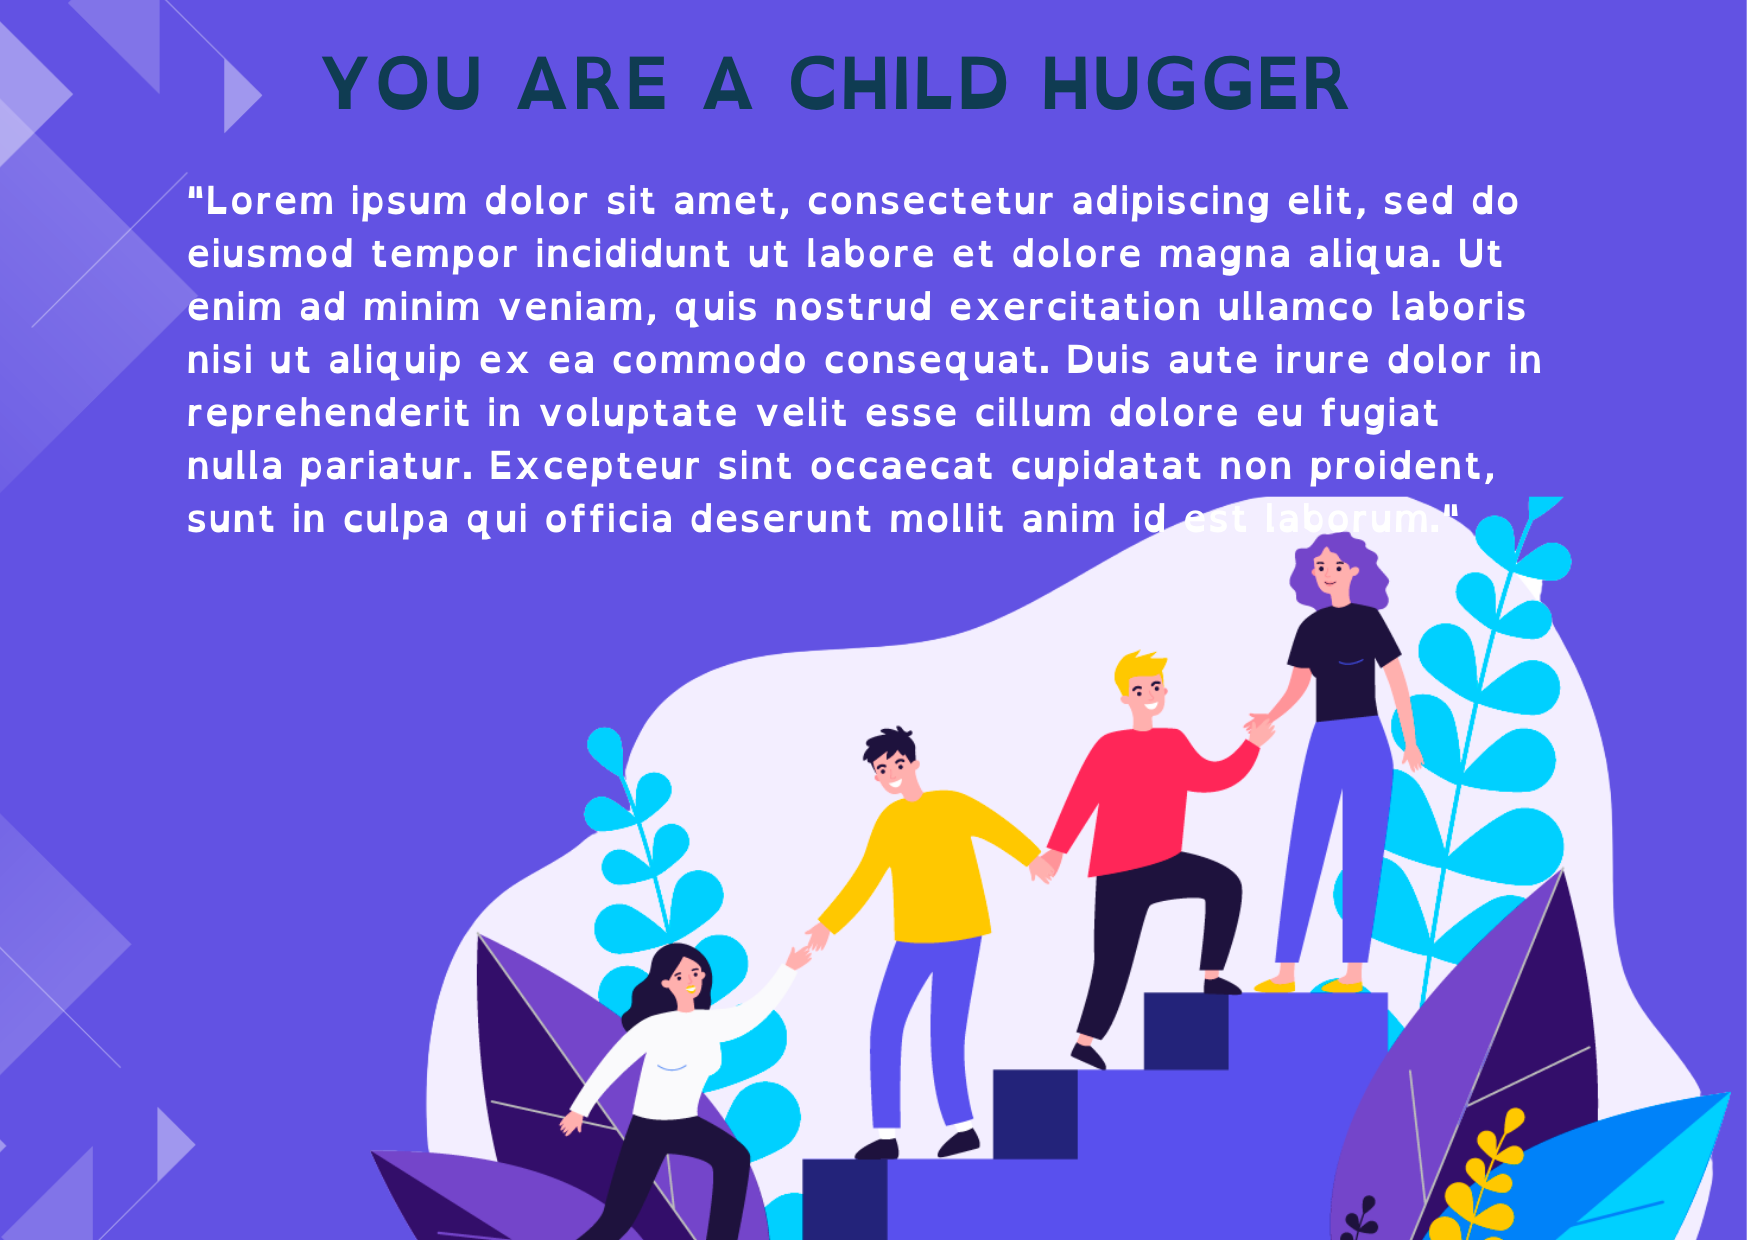 YOU ARE A CHILD HUGGER
"Lorem ipsum dolor sit amet, consectetur adipiscing elit, sed do
eiusmod tempor incididunt ut labore et dolore magna aliqua. Ut
enim ad minim veniam, quis nostrud exercitation ullamco laboris
nisi ut aliquip ex ea commodo consequat. Duis aute irure dolor in
reprehenderit in voluptate velit esse cillum dolore eu fugiat
nulla pariatur. Excepteur sint occaecat cupidatat non proident,
sunt in culpa qui officia deserunt mollit anim id est laborum."